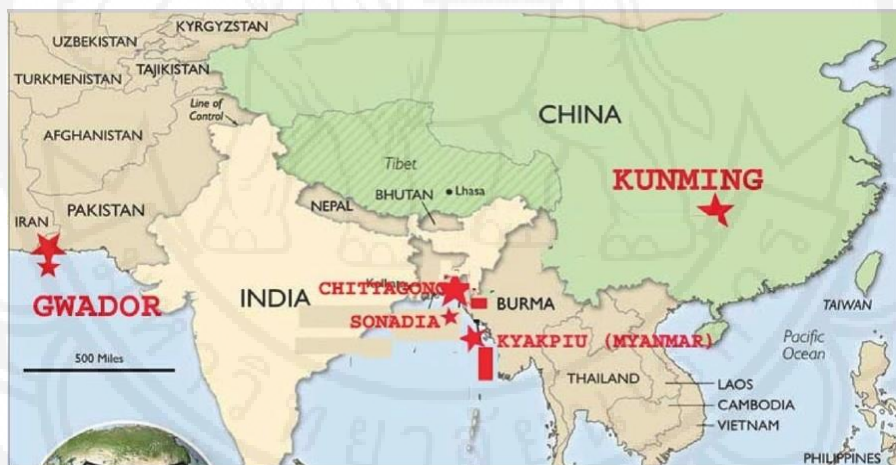 KYRGYZSTAN
UZBEKISTAN
TURKMENISTAN
TAJIKISTAN
Line of
Control
CHINA
AFGHANISTAN
Tibet
KUNMING
BHUTAN
Lhasa
NEPAL
IRAN
PAKISTAN
CHITTAGONG
GWADOR
INDIA
BURMA
TAIWAN
SONADIA
KYAKPIU (MYANMAR)
Pacific
Ocean
500 Miles
THAILAND
LAOS
CAMBODIA
VIETNAM
PHILIPPINES